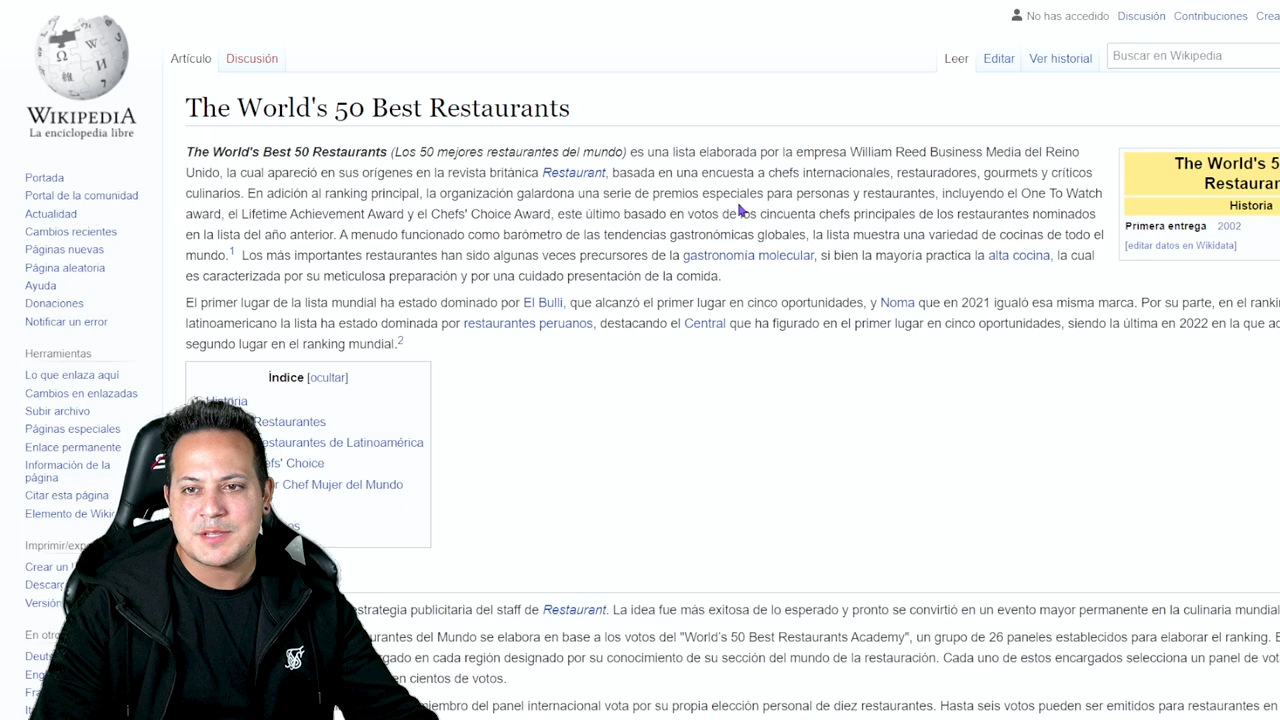 No has accedido Discusión Contribuciones Crea
Artículo Discusión Leer Editar Ver historial Buscar en Wikipedia
WIKIPEDIA
La enciclopedia libre
The World's 50 Best Restaurants
The World's Best 50 Restaurants (Los 50 mejores restaurantes del mundo) es una lista elaborada por la empresa William Reed Business Media del Reino
Unido, la cual apareció en sus orígenes en la revista británica Restaurant, basada en una encuesta a chefs internacionales, restauradores, gourmets y críticos
culinarios. En adición al ranking principal, la organización galardona una serie de premios especiales para personas y restaurantes, incluyendo el One To Watch
award, el Lifetime Achievement Award y el Chefs' Choice Award, este último basado en votos de los cincuenta chefs principales de los restaurantes nominados
en la lista del año anterior. A menudo funcionado como barómetro de las tendencias gastronómicas globales, la lista muestra una variedad de cocinas de todo el
mundo.1 Los más importantes restaurantes han sido algunas veces precursores de la gastronomía molecular, si bien la mayoría practica la alta cocina, la cual
es caracterizada por su meticulosa preparación y por una cuidado presentación de la comida.
The World's 5
Restauran
Historia
Primera entrega 2002
[editar datos en Wikidata]
El primer lugar de la lista mundial ha estado dominado por El Bulli, que alcanzó el primer lugar en cinco oportunidades, y Noma que en 2021 igualó esa misma marca. Por su parte, en el ranki
latinoamericano la lista ha estado dominada por restaurantes peruanos, destacando el Central que ha figurado en el primer lugar en cinco oportunidades, siendo la última en 2022 en la que ad
segundo lugar en el ranking mundial.2
Índice [ocultar]
Historia
Restaurantes
estaurantes de Latinoamérica
efs' Choice
r Chef Mujer del Mundo
os
Portada
Portal de la comunidad
Actualidad
Cambios recientes
Páginas nuevas
Página aleatoria
Ayuda
Donaciones
Notificar un error
Herramientas
Lo que enlaza aquí
Cambios en enlazadas
Subir archivo
Páginas especiales
Enlace permanente
Información de la
página
Citar esta página
Elemento de Wiki
Imprimir/exp
Crear un
Descarg
Versión
En otro
Deut
Eng
Fra
Ita
estrategia publicitaria del staff de Restaurant. La idea fue más exitosa de lo esperado y pronto se convirtió en un evento mayor permanente en la culinaria mundial
urantes del Mundo se elabora en base a los votos del "World's 50 Best Restaurants Academy", un grupo de 26 paneles establecidos para elaborar el ranking. E
rgado en cada región designado por su conocimiento de su sección del mundo de la restauración. Cada uno de estos encargados selecciona un panel de vota
en cientos de votos.
miembro del panel internacional vota por su propia elección personal de diez restaurantes. Hasta seis votos pueden ser emitidos para restaurantes en